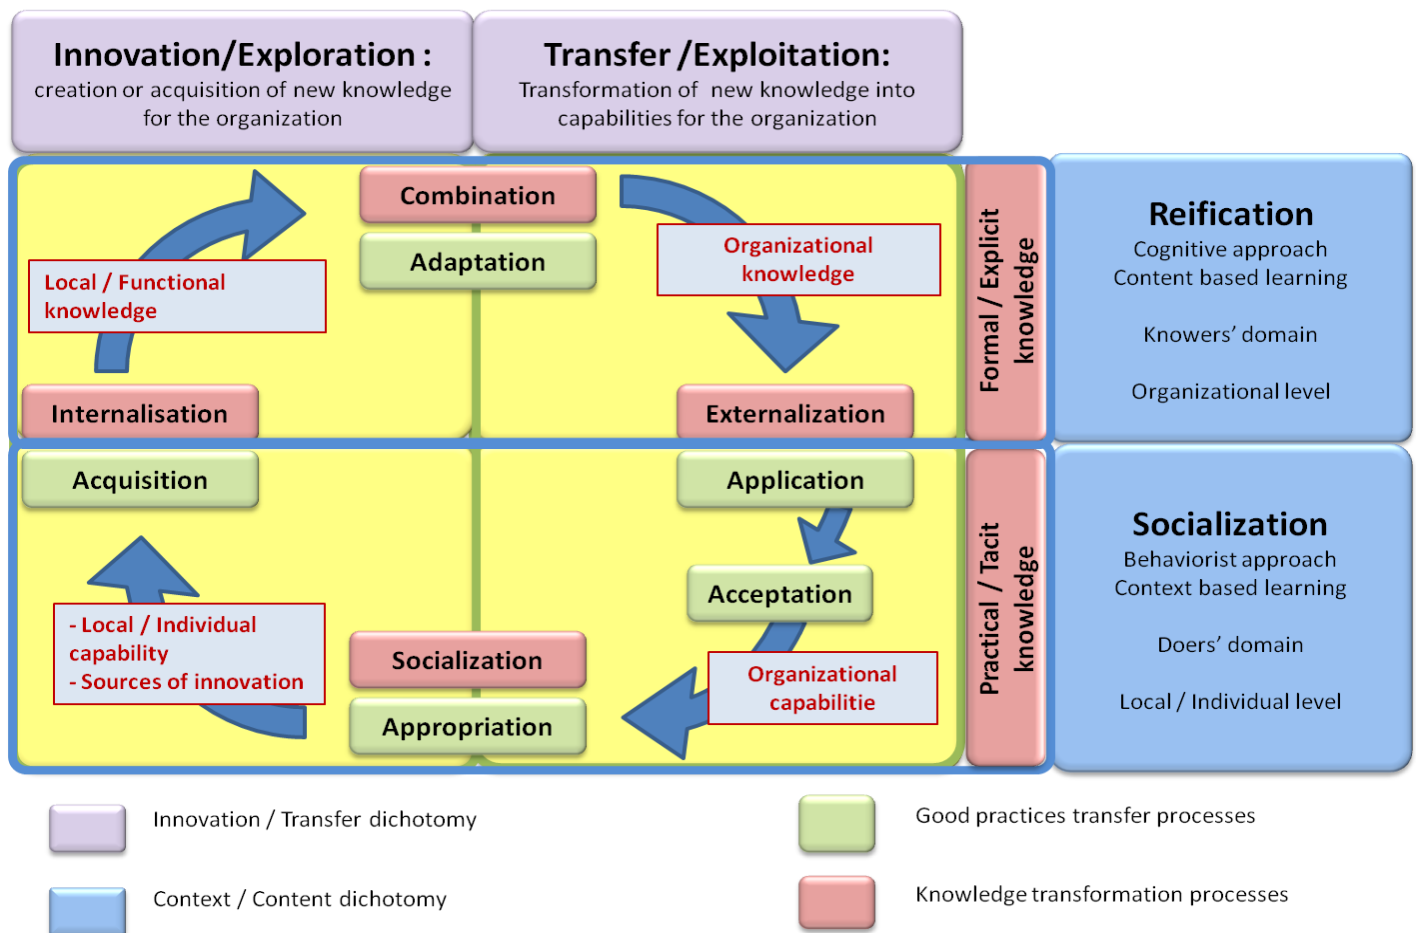 Innovation/Exploration :
creation or acquisition of new knowledge
for the organization
Transfer /Exploitation:
Transformation of  new knowledge into
capabilities for the organization
Combination
Adaptation
Local / Functional
knowledge
Organizational
knowledge
Internalisation
Externalization
Formal / Explicit
knowledge
Reification
Cognitive approach
Content based learning
Knowers’ domain
Organizational level
Acquisition
Application
Acceptation
- Local / Individual
capability
- Sources of innovation
Socialization
Appropriation
Organizational
capabilitie
Practical / Tacit
knowledge
Socialization
Behaviorist approach
Context based learning
Doers’ domain
Local / Individual level
Innovation / Transfer dichotomy
Good practices transfer processes
Context / Content dichotomy
Knowledge transformation processes